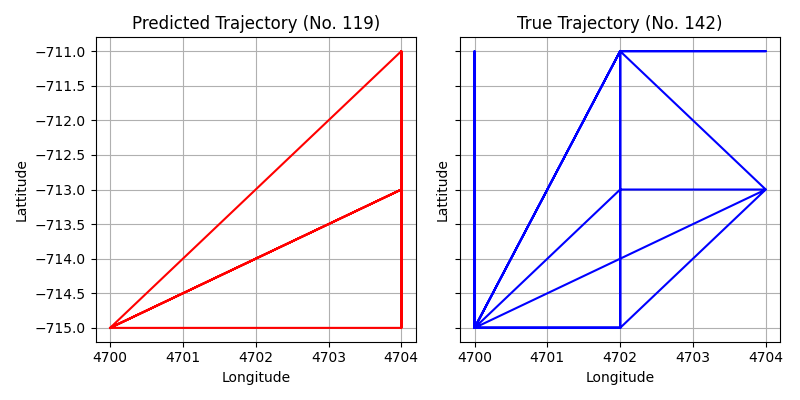 Predicted Trajectory (No. 119)
True Trajectory (No. 142)
−711.0
−711.5
−712.0
−712.5
−713.0
−713.5
−714.0
−714.5
−715.0
Lattitude
Lattitude
4700 4701 4702 4703 4704
4700 4701 4702 4703 4704
Longitude
Longitude